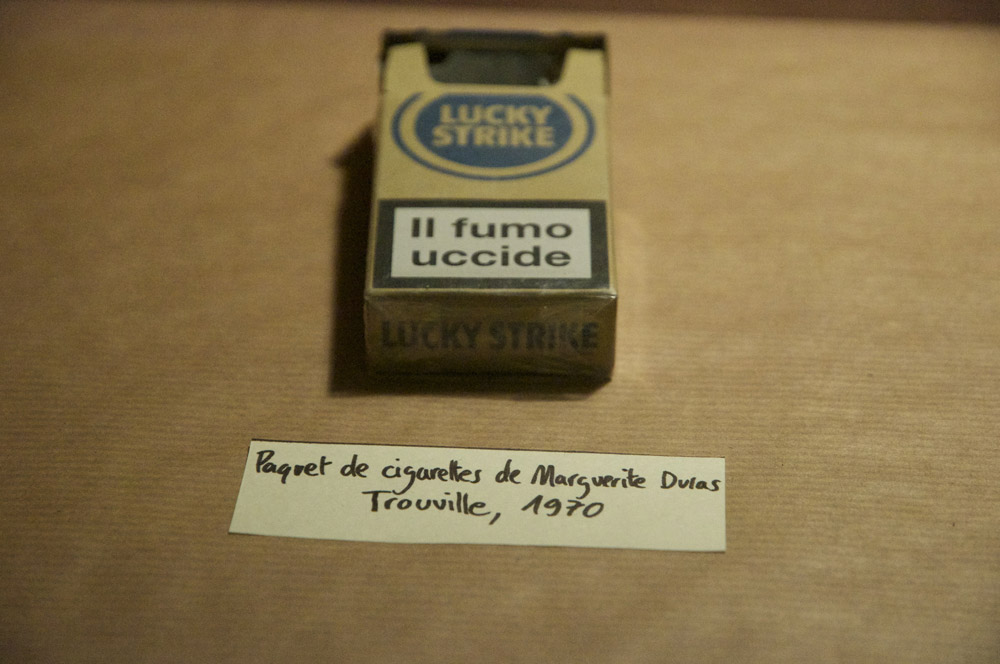 LUCKY
STRIKE
Il fumo
uccide
LUCKY STRIKE
Paquet de cigarettes de Marguerite Duras
Trouville, 1970